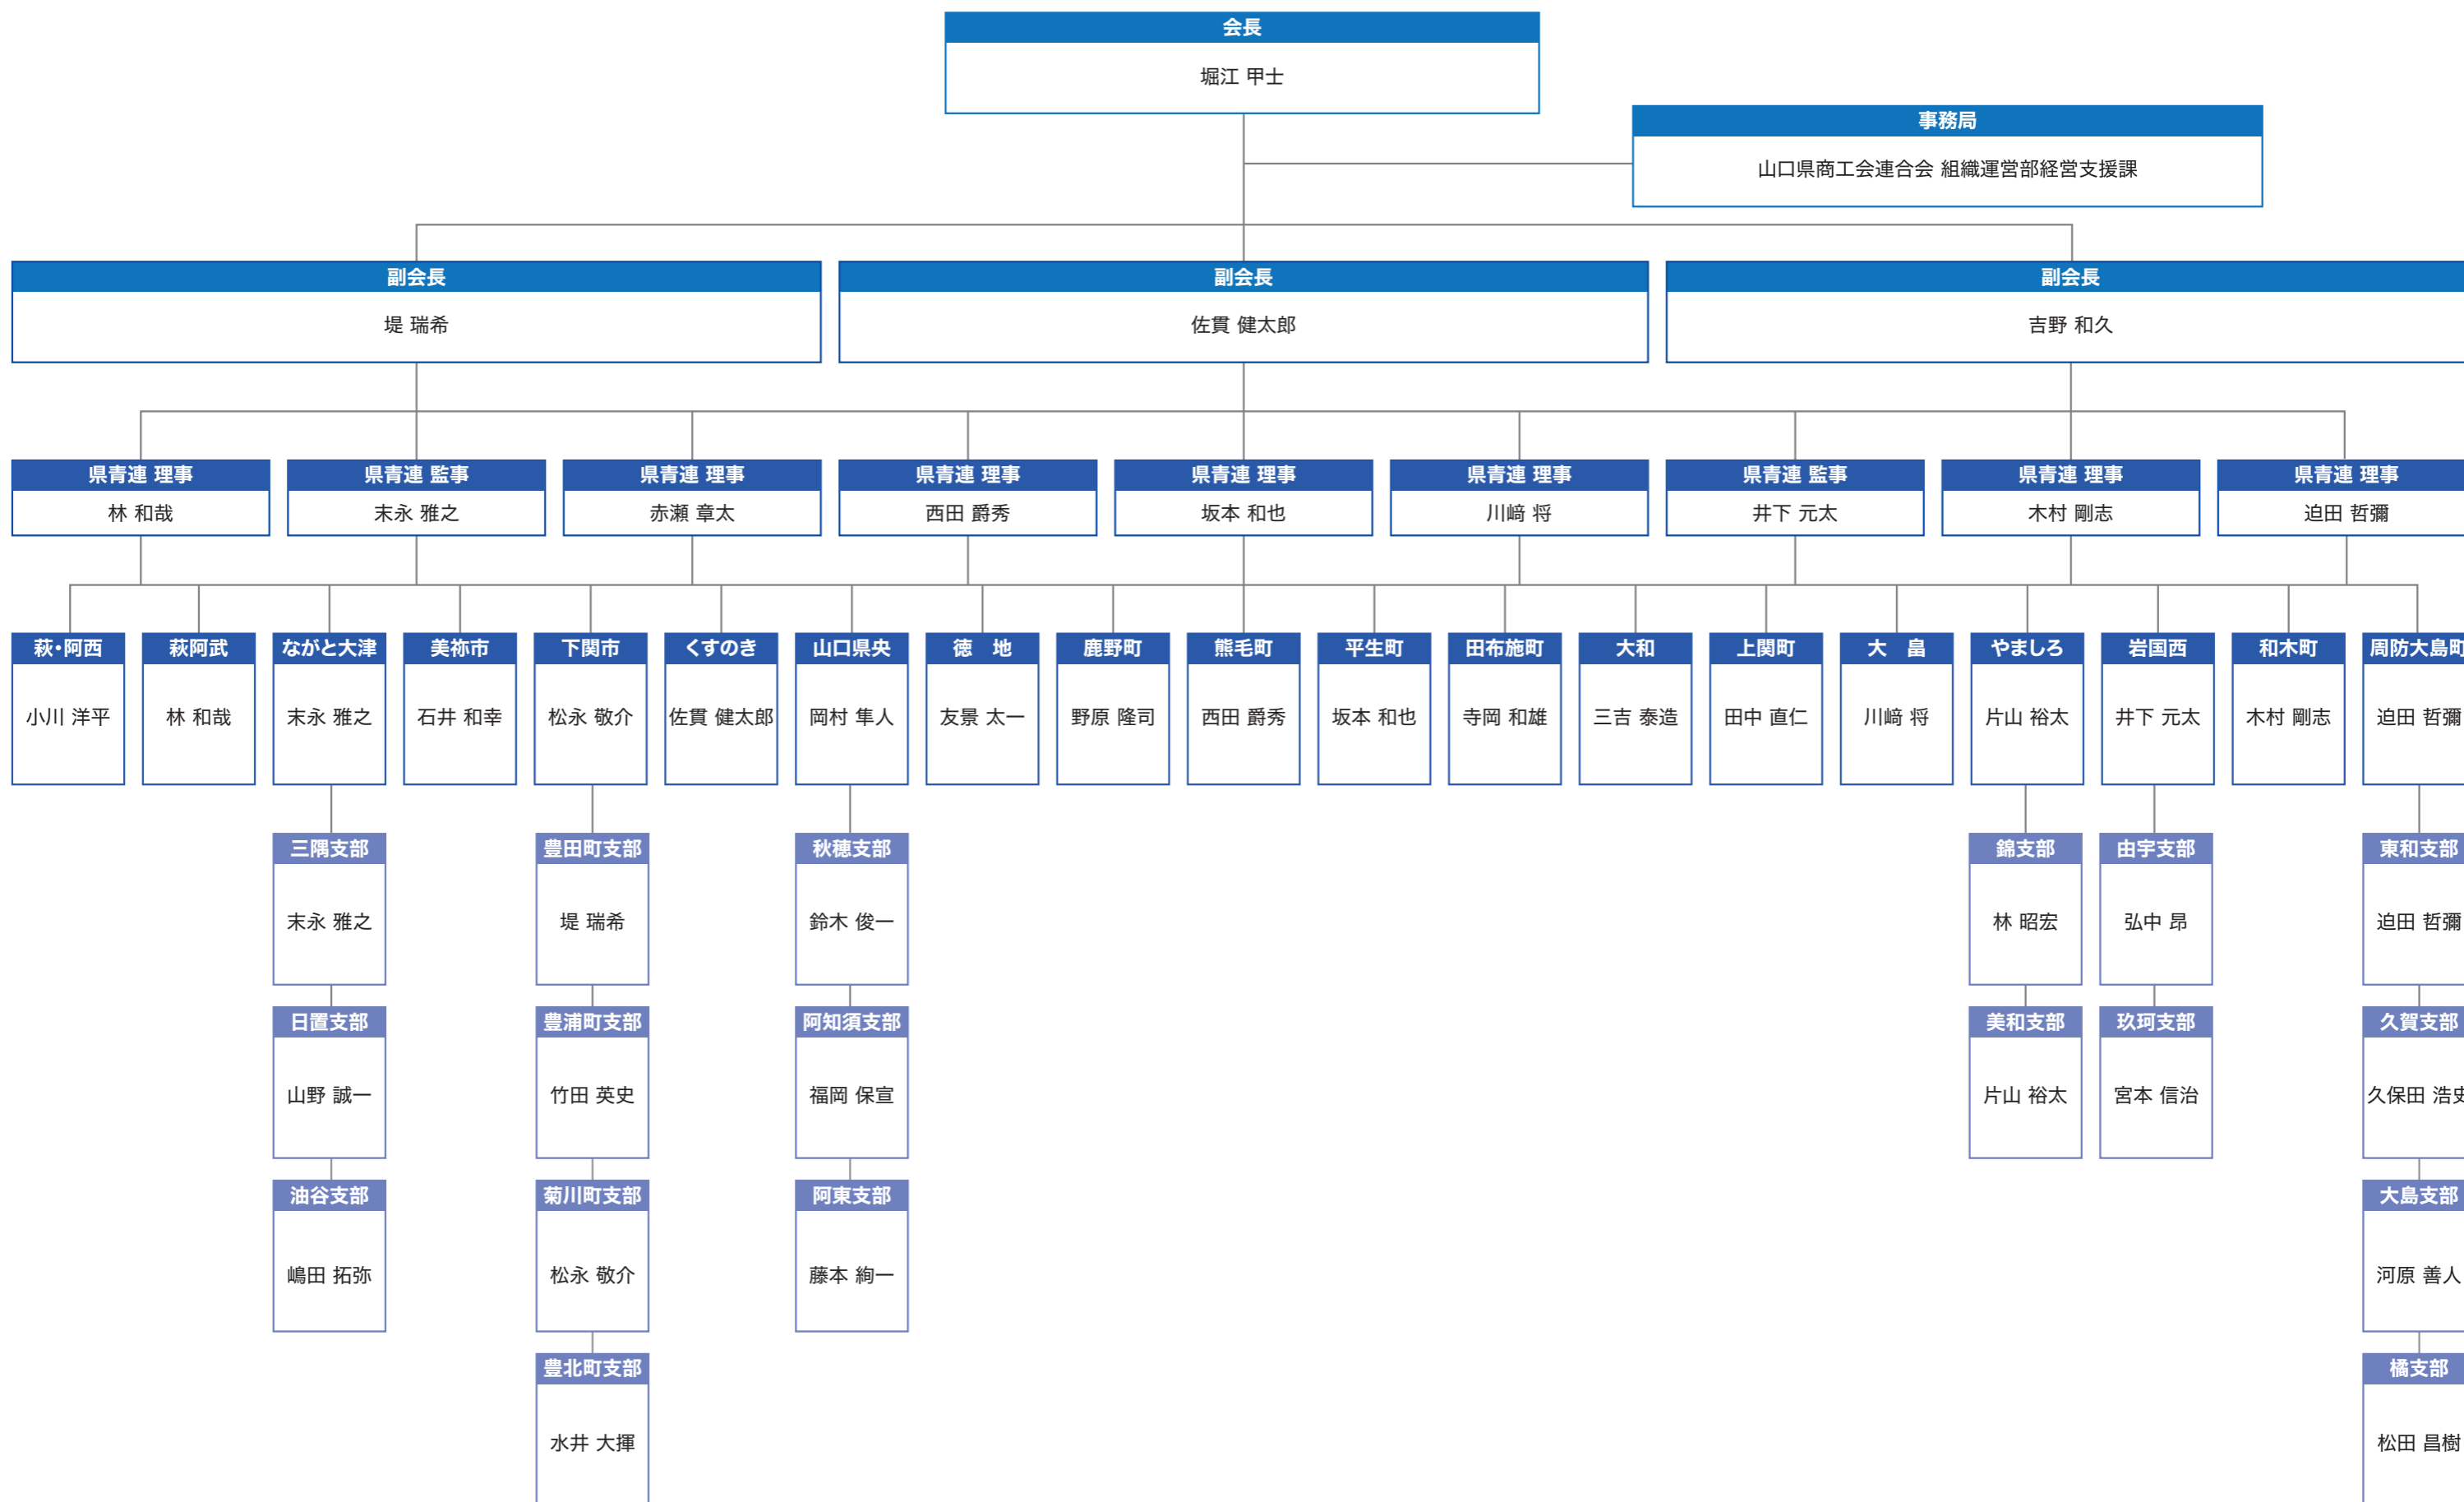 会長
堀江 甲士
事務局
山口県商工会連合会 組織運営部経営支援課
副会長
堤 瑞希
副会長
佐貫 健太郎
副会長
吉野 和久
県青連 理事
林 和哉
県青連 監事
末永 雅之
県青連 理事
赤瀬 章太
県青連 理事
西田 爵秀
県青連 理事
坂本 和也
県青連 理事
川﨑 将
県青連 監事
井下 元太
県青連 理事
木村 剛志
県青連 理事
迫田 哲彌
萩・阿西
小川 洋平
萩阿武
林 和哉
ながと大津
末永 雅之
美祢市
石井 和幸
下関市
松永 敬介
くすのき
佐貫 健太郎
山口県央
岡村 隼人
徳　地
友景 太一
鹿野町
野原 隆司
熊毛町
西田 爵秀
平生町
坂本 和也
田布施町
寺岡 和雄
大和
三吉 泰造
上関町
田中 直仁
大　畠
川﨑 将
やましろ
片山 裕太
岩国西
井下 元太
和木町
木村 剛志
周防大島町
迫田 哲彌
三隅支部
末永 雅之
日置支部
山野 誠一
油谷支部
嶋田 拓弥
豊田町支部
堤 瑞希
豊浦町支部
竹田 英史
菊川町支部
松永 敬介
豊北町支部
水井 大揮
秋穂支部
鈴木 俊一
阿知須支部
福岡 保宣
阿東支部
藤本 絢一
錦支部
林 昭宏
美和支部
片山 裕太
由宇支部
弘中 昂
玖珂支部
宮本 信治
東和支部
迫田 哲彌
久賀支部
久保田 浩史
大島支部
河原 善人
橘支部
松田 昌樹